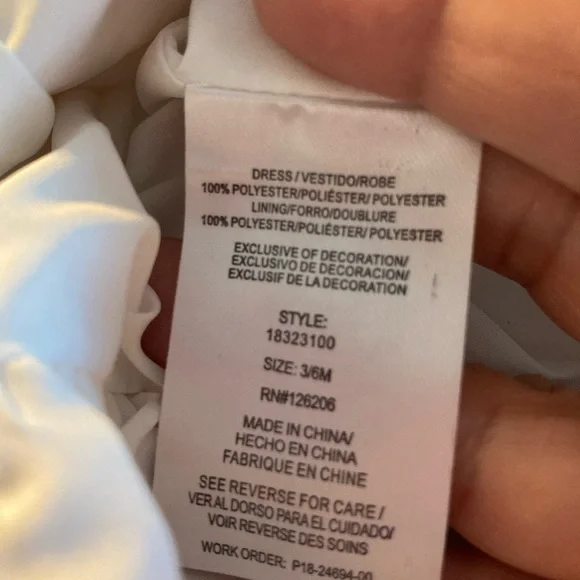 DRESS/VESTIDO/ROBE
100% POLYESTER/POLIÉSTER/POLYESTER
LINING/FORRO/DOUBLURE
100% POLYESTER/POLIÉSTER/POLYESTER
EXCLUSIVE OF DECORATION/
EXCLUSIVO DE DECORACION/
EXCLUSIF DE LA DECORATION
STYLE:
18323100
SIZE: 3/6M
RN#126206
MADE IN CHINA/
HECHO EN CHINA
FABRIQUE EN CHINE
SEE REVERSE FOR CARE/
VER AL DORSO PARA EL CUIDADO/
VOIR REVERSE DES SOINS
WORK ORDER: P18-24694-00